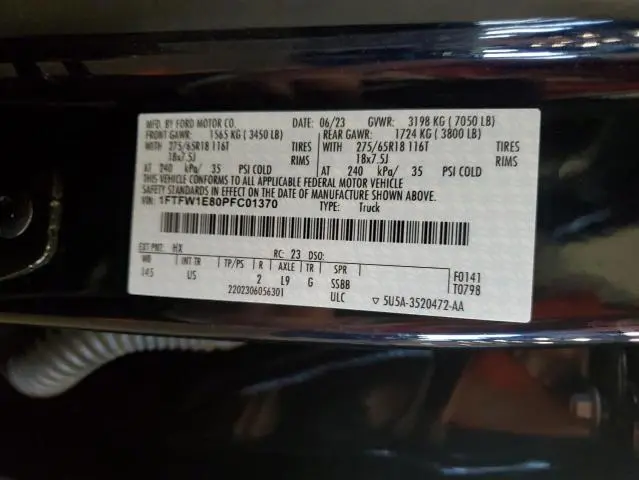 MFD. BY FORD MOTOR CO. DATE: 06/23 GVWR: 3198 KG ( 7050 LB)
FRONT GAWR: 1565 KG ( 3450 LB) REAR GAWR: 1724 KG ( 3800 LB)
WITH 275/65R18 116T TIRES WITH 275/65R18 116T TIRES
18x7.5J RIMS 18x7.5J RIMS
AT 240 kPa/ 35 PSI COLD AT 240 kPa/ 35 PSI COLD
THIS VEHICLE CONFORMS TO ALL APPLICABLE FEDERAL MOTOR VEHICLE
SAFETY STANDARDS IN EFFECT ON THE DATE OF MANUFACTURE SHOWN ABOVE.
VIN: 1FTFW1E80PFC01370 TYPE: Truck
EXT PNT: HX RC: 23 DSO:
WB INT TR TP/PS R AXLE TR SPR F0141
145 US 2 L9 G SSBB T0798
2202306056301 ULC ▽ 5U5A-3520472-AA